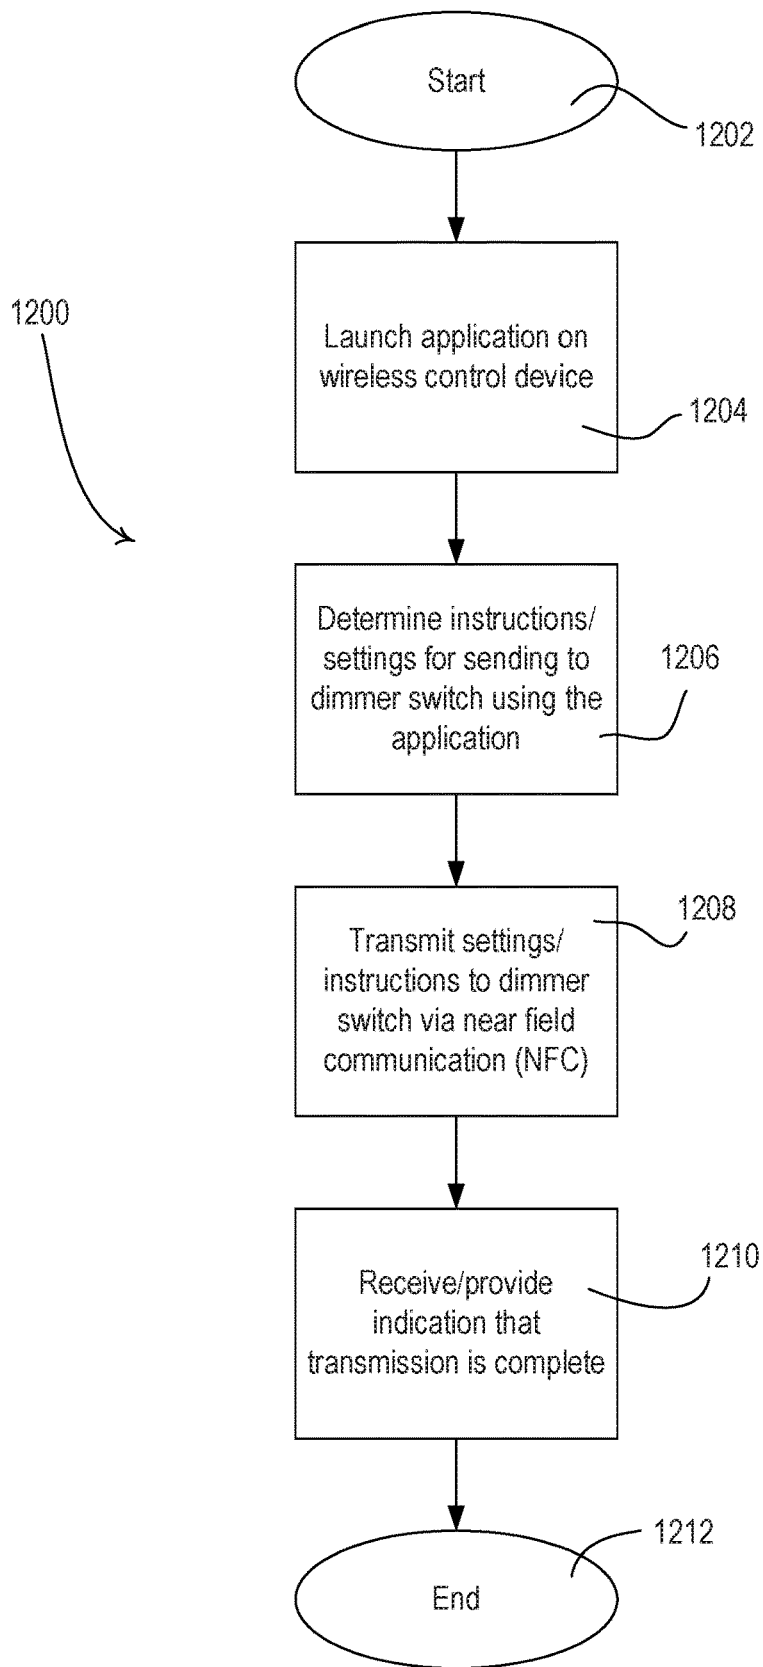 Start
1202
1200
Launch application on
wireless control device
1204
Determine instructions/
settings for sending to
dimmer switch using the
application
1206
1208
Transmit settings/
instructions to dimmer
switch via near field
communication (NFC)
1210
Receive/provide
indication that
transmission is complete
1212
End